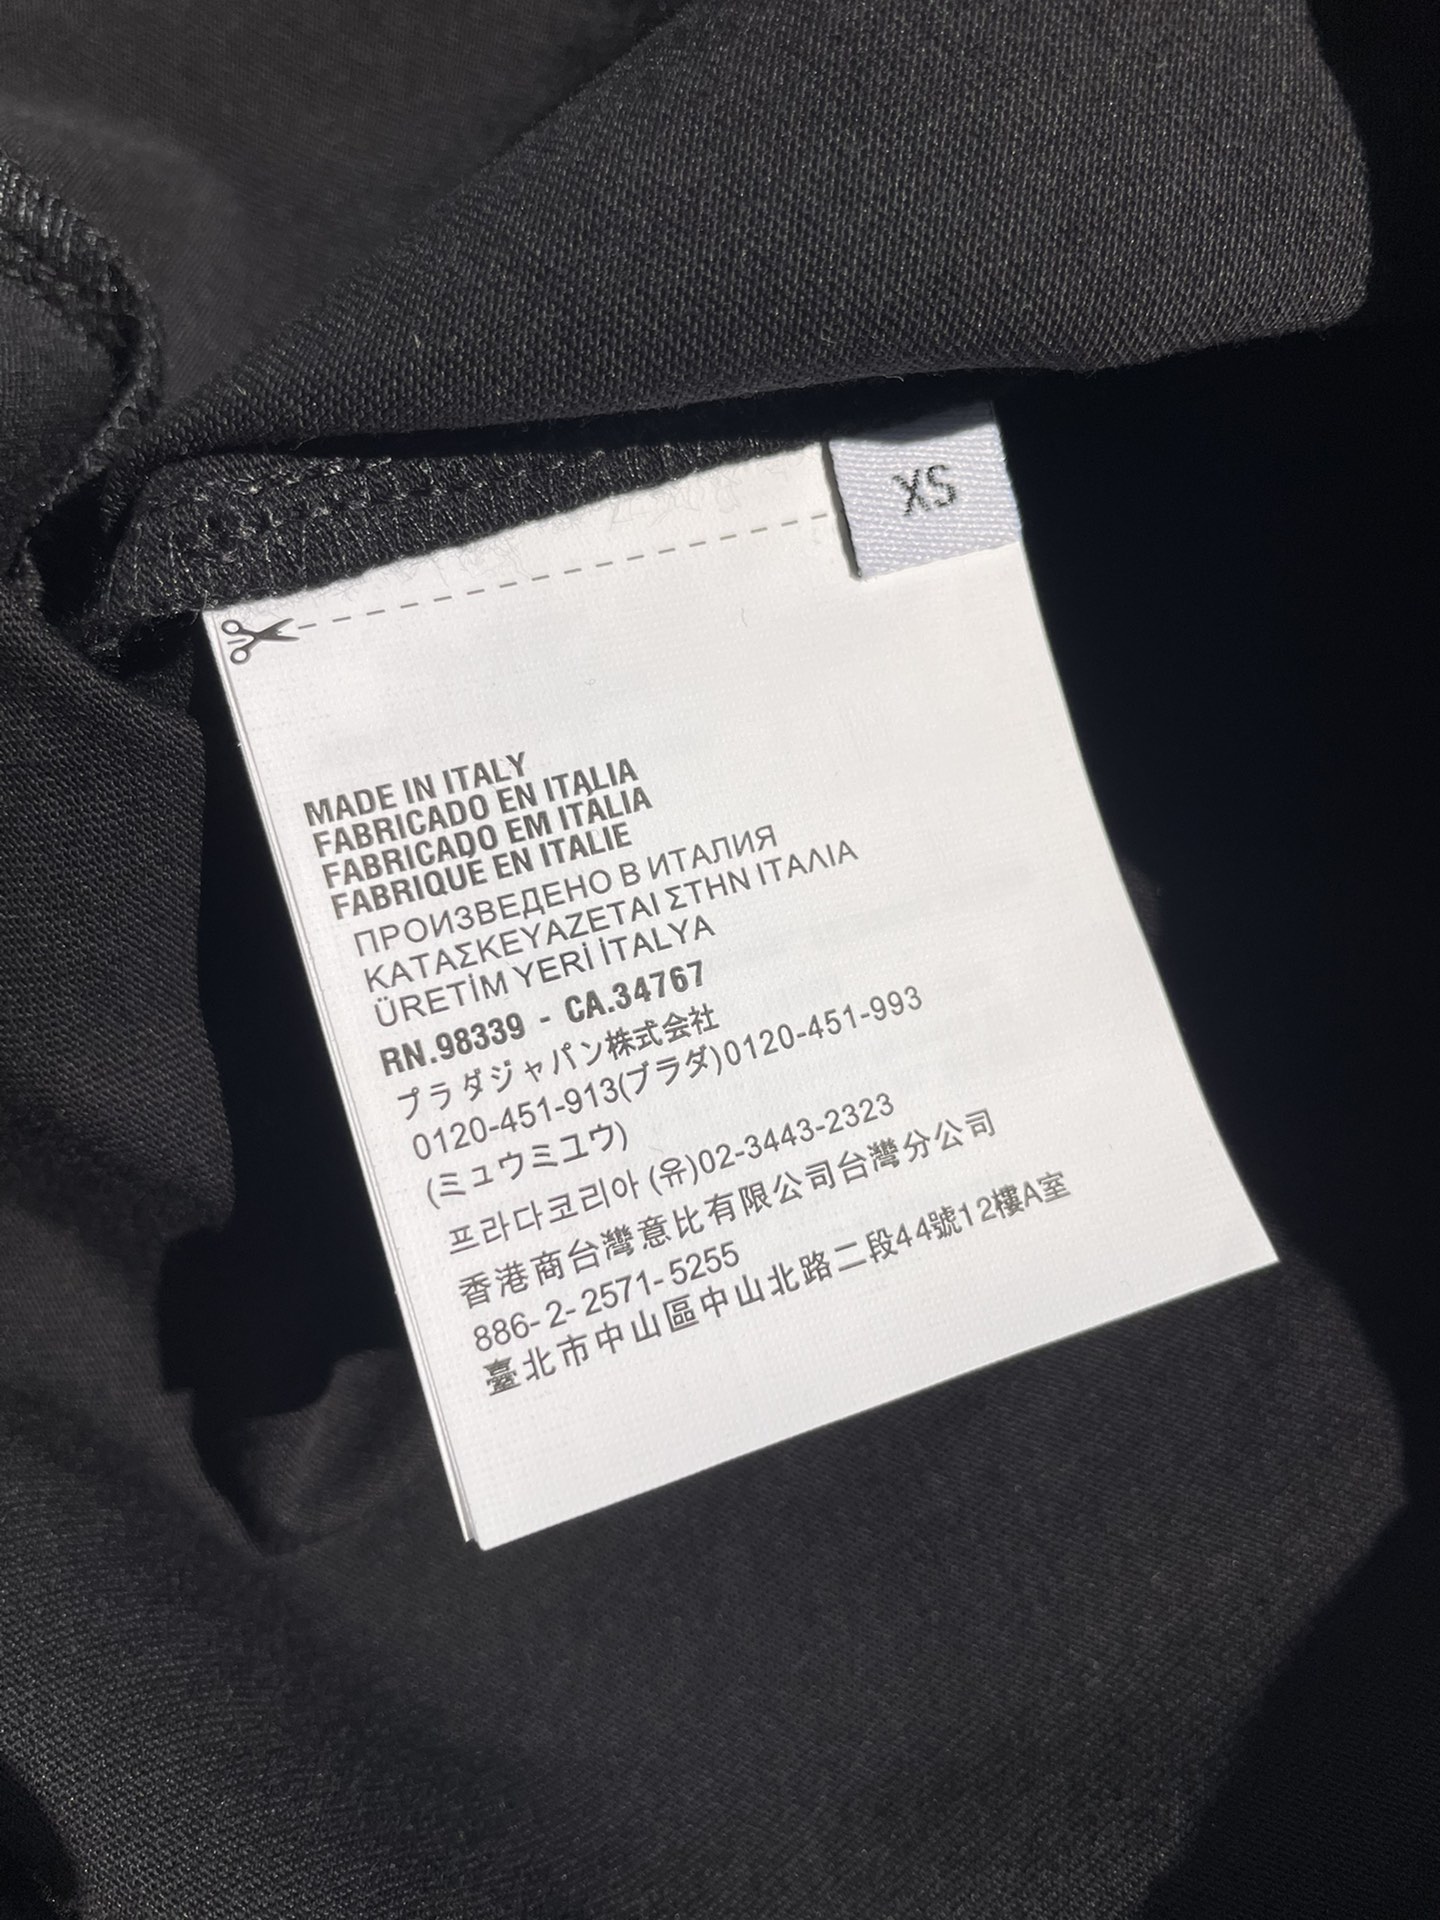 XS
MADE IN ITALY
FABRICADO EN ITALIA
FABRICADO EM ITÁLIA
FABRIQUÉ EN ITALIE
ПРОИЗВЕДЕНО В ИТАЛИЯ
ΚΑΤΑΣΚΕΥΑΖΕΤΑΙ ΣΤΗΝ ΙΤΑΛΙΑ
ÜRETİM YERİ İTALYA
RN.98339 - CA.34767
プラダジャパン株式会社
0120-451-913(プラダ)0120-451-993
(ミュウミユウ)
프라다코리아 (유)02-3443-2323
香港商台灣意比有限公司台灣分公司
886-2-2571-5255
臺北市中山區中山北路二段44號12樓A室